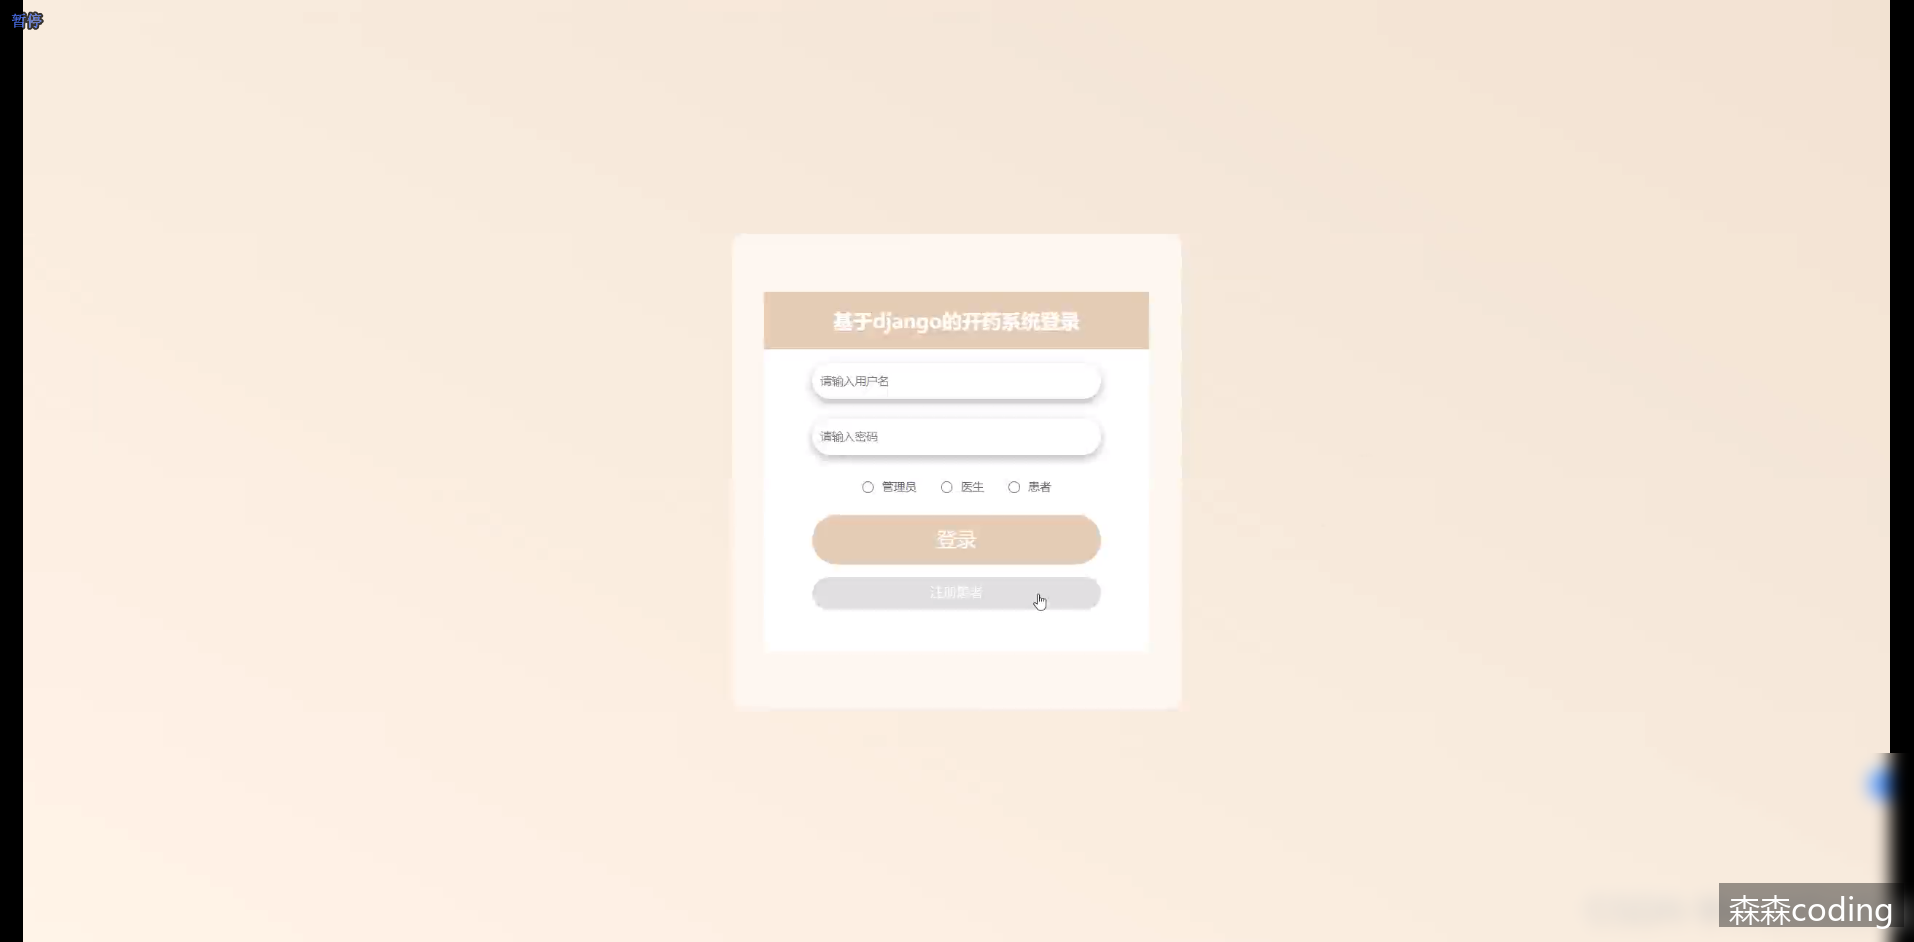 暂停
基于django的开药系统登录
请输入用户名
请输入密码
管理员 医生 患者
登录
注册患者
森森coding